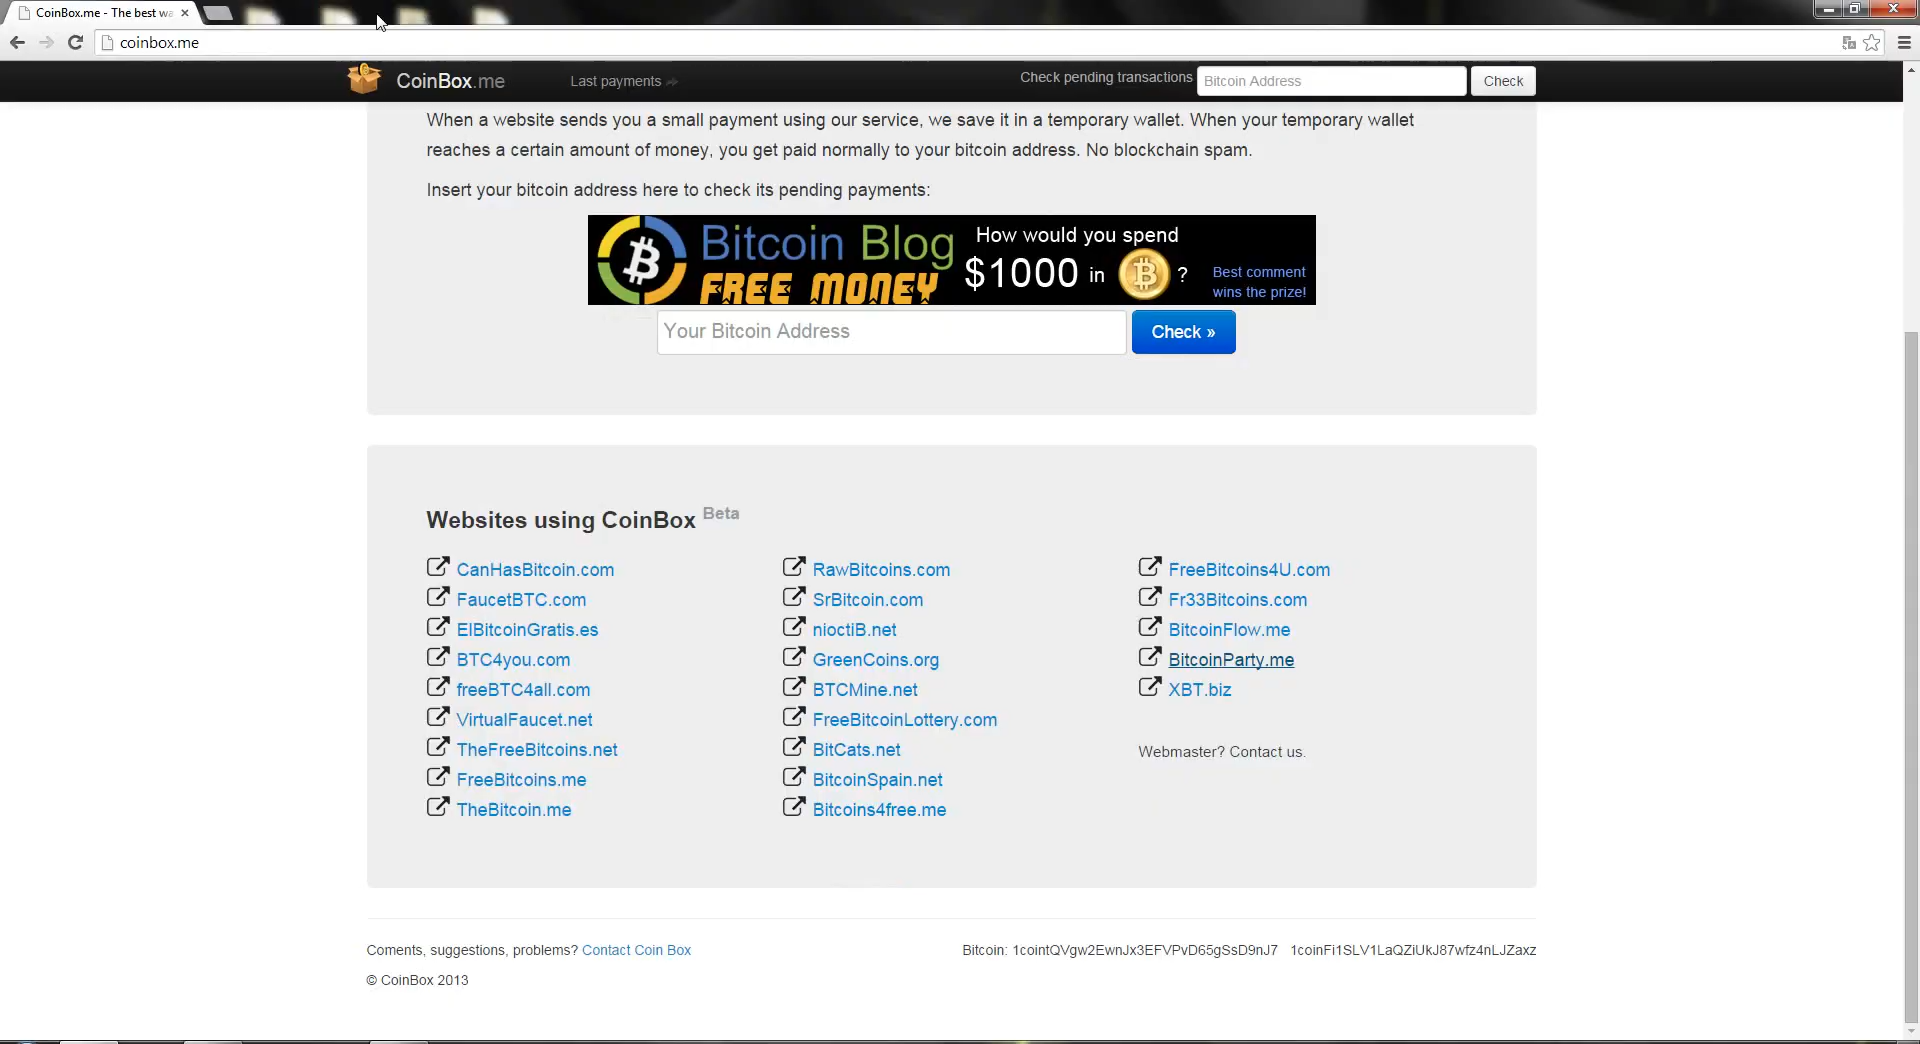 CoinBox.me - The best wa
coinbox.me
CoinBox.me
Last payments
Check pending transactions
Bitcoin Address
Check
When a website sends you a small payment using our service, we save it in a temporary wallet. When your temporary wallet
reaches a certain amount of money, you get paid normally to your bitcoin address. No blockchain spam.
Insert your bitcoin address here to check its pending payments:
Bitcoin Blog
FREE MONEY
How would you spend
$1000 in ?
Best comment
wins the prize!
Your Bitcoin Address
Check »
Websites using CoinBox Beta
CanHasBitcoin.com
FaucetBTC.com
ElBitcoinGratis.es
BTC4you.com
freeBTC4all.com
VirtualFaucet.net
TheFreeBitcoins.net
FreeBitcoins.me
TheBitcoin.me
RawBitcoins.com
SrBitcoin.com
nioctiB.net
GreenCoins.org
BTCMine.net
FreeBitcoinLottery.com
BitCats.net
BitcoinSpain.net
Bitcoins4free.me
FreeBitcoins4U.com
Fr33Bitcoins.com
BitcoinFlow.me
BitcoinParty.me
XBT.biz
Webmaster? Contact us.
Coments, suggestions, problems? Contact Coin Box
Bitcoin: 1cointQVgw2EwnJx3EFVPvD65gSsD9nJ7 1coinFi1SLV1LaQZiUkJ87wfz4nLJZaxz
© CoinBox 2013